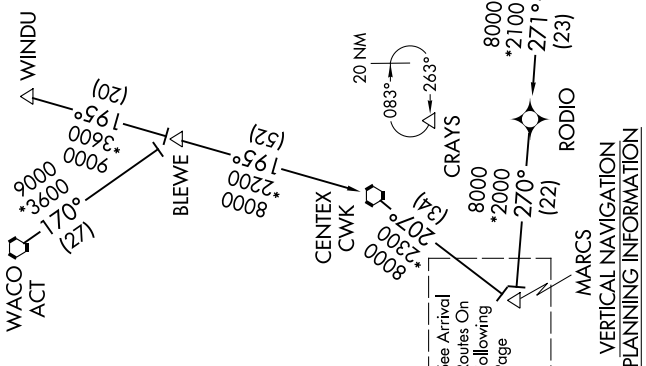 WINDU
(20)
195°
*3600
9000
9000
*3600
170°
(27)
WACO
ACT
BLEWE
(52)
195°
*2200
8000
CENTEX
CWK
(34)
207°
*2300
8000
20 NM
083°
263°
CRAYS
8000
*2100
271°
(23)
RODIO
8000
*2000
270°
(22)
MARCS
VERTICAL NAVIGATION
PLANNING INFORMATION
ee Arrival
outes On
ollowing
age